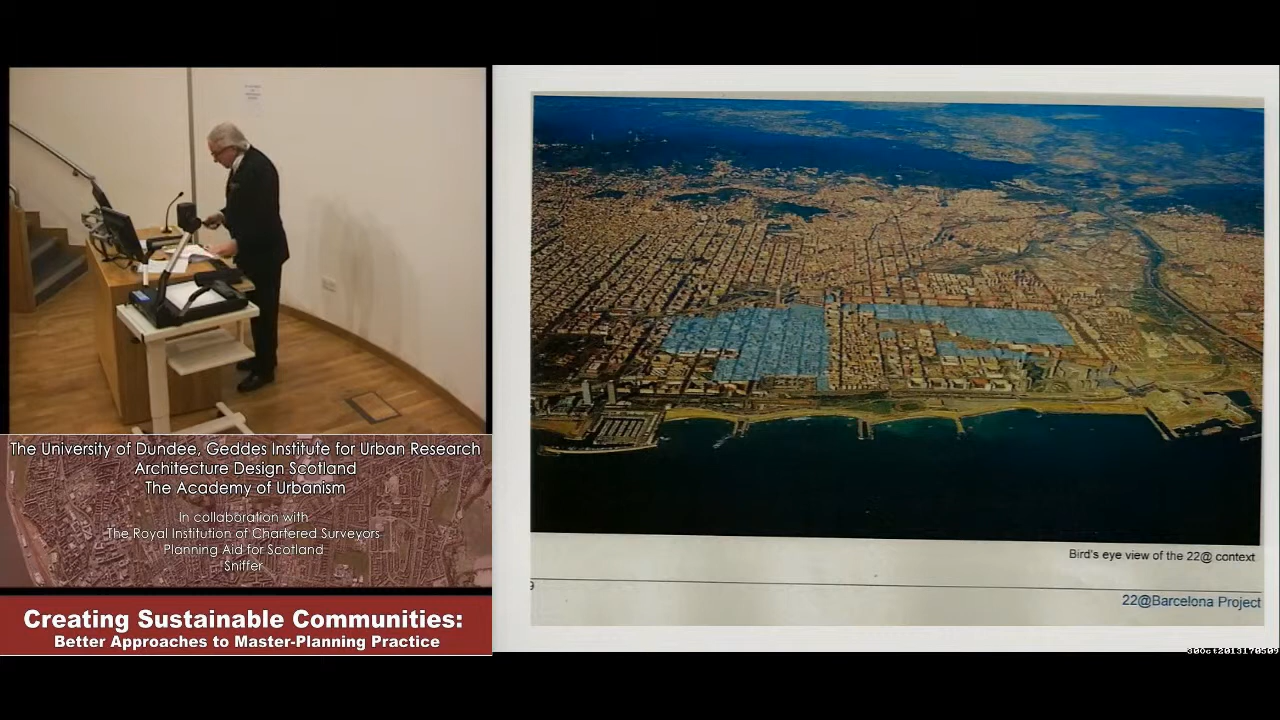 The University of Dundee, Geddes Institute for Urban Research
Architecture Design Scotland
The Academy of Urbanism
In collaboration with
The Royal Institution of Chartered Surveyors
Planning Aid for Scotland
Sniffer
Creating Sustainable Communities:
Better Approaches to Master-Planning Practice
Bird's eye view of the 22@ context
9
22@Barcelona Project
30Oct2013170509